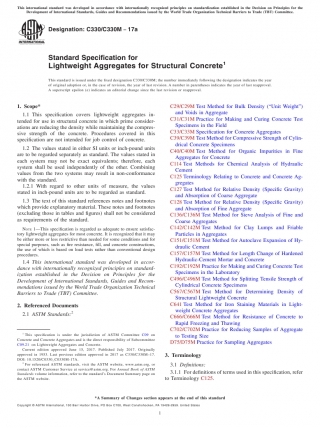 This international standard was developed in accordance with internationally recognized principles on standardization established in the Decision on Principles for the
Development of International Standards, Guides and Recommendations issued by the World Trade Organization Technical Barriers to Trade (TBT) Committee.
Designation: C330/C330M − 17a
INTERNATIONAL
Standard Specification for
Lightweight Aggregates for Structural Concrete¹
This standard is issued under the fixed designation C330/C330M; the number immediately following the designation indicates the year
of original adoption or, in the case of revision, the year of last revision. A number in parentheses indicates the year of last reapproval.
A superscript epsilon (ε) indicates an editorial change since the last revision or reapproval.
1. Scope*
1.1 This specification covers lightweight aggregates in-
tended for use in structural concrete in which prime consider-
ations are reducing the density while maintaining the compres-
sive strength of the concrete. Procedures covered in this
specification are not intended for job control of concrete.
1.2 The values stated in either SI units or inch-pound units
are to be regarded separately as standard. The values stated in
each system may not be exact equivalents; therefore, each
system shall be used independently of the other. Combining
values from the two systems may result in non-conformance
with the standard.
1.2.1 With regard to other units of measure, the values
stated in inch-pound units are to be regarded as standard.
1.3 The text of this standard references notes and footnotes
which provide explanatory material. These notes and footnotes
(excluding those in tables and figures) shall not be considered
as requirements of the standard.
NOTE 1—This specification is regarded as adequate to ensure satisfac-
tory lightweight aggregates for most concrete. It is recognized that it may
be either more or less restrictive than needed for some conditions and for
special purposes, such as fire resistance, fill, and concrete constructions,
the use of which is based on load tests rather than conventional design
procedures.
1.4 This international standard was developed in accor-
dance with internationally recognized principles on standard-
ization established in the Decision on Principles for the
Development of International Standards, Guides and Recom-
mendations issued by the World Trade Organization Technical
Barriers to Trade (TBT) Committee.
2. Referenced Documents
2.1 ASTM Standards:²
¹ This specification is under the jurisdiction of ASTM Committee C09 on
Concrete and Concrete Aggregates and is the direct responsibility of Subcommittee
C09.21 on Lightweight Aggregates and Concrete.
Current edition approved June 15, 2017. Published July 2017. Originally
approved in 1953. Last previous edition approved in 2017 as C330/C330M–17.
DOI: 10.1520/C0330_C0330M-17A.
² For referenced ASTM standards, visit the ASTM website, www.astm.org, or
contact ASTM Customer Service at service@astm.org. For Annual Book of ASTM
Standards volume information, refer to the standard's Document Summary page on
the ASTM website.
C29/C29M Test Method for Bulk Density ("Unit Weight")
and Voids in Aggregate
C31/C31M Practice for Making and Curing Concrete Test
Specimens in the Field
C33/C33M Specification for Concrete Aggregates
C39/C39M Test Method for Compressive Strength of Cylin-
drical Concrete Specimens
C40/C40M Test Method for Organic Impurities in Fine
Aggregates for Concrete
C114 Test Methods for Chemical Analysis of Hydraulic
Cement
C125 Terminology Relating to Concrete and Concrete Ag-
gregates
C127 Test Method for Relative Density (Specific Gravity)
and Absorption of Coarse Aggregate
C128 Test Method for Relative Density (Specific Gravity)
and Absorption of Fine Aggregate
C136/C136M Test Method for Sieve Analysis of Fine and
Coarse Aggregates
C142/C142M Test Method for Clay Lumps and Friable
Particles in Aggregates
C151/C151M Test Method for Autoclave Expansion of Hy-
draulic Cement
C157/C157M Test Method for Length Change of Hardened
Hydraulic-Cement Mortar and Concrete
C192/C192M Practice for Making and Curing Concrete Test
Specimens in the Laboratory
C496/C496M Test Method for Splitting Tensile Strength of
Cylindrical Concrete Specimens
C567/C567M Test Method for Determining Density of
Structural Lightweight Concrete
C641 Test Method for Iron Staining Materials in Light-
weight Concrete Aggregates
C666/C666M Test Method for Resistance of Concrete to
Rapid Freezing and Thawing
C702/C702M Practice for Reducing Samples of Aggregate
to Testing Size
D75/D75M Practice for Sampling Aggregates
3. Terminology
3.1 Definitions:
3.1.1 For definitions of terms used in this specification, refer
to Terminology C125.
*A Summary of Changes section appears at the end of this standard
Copyright © ASTM International, 100 Barr Harbor Drive, PO Box C700, West Conshohocken, PA 19428-2959. United States
1